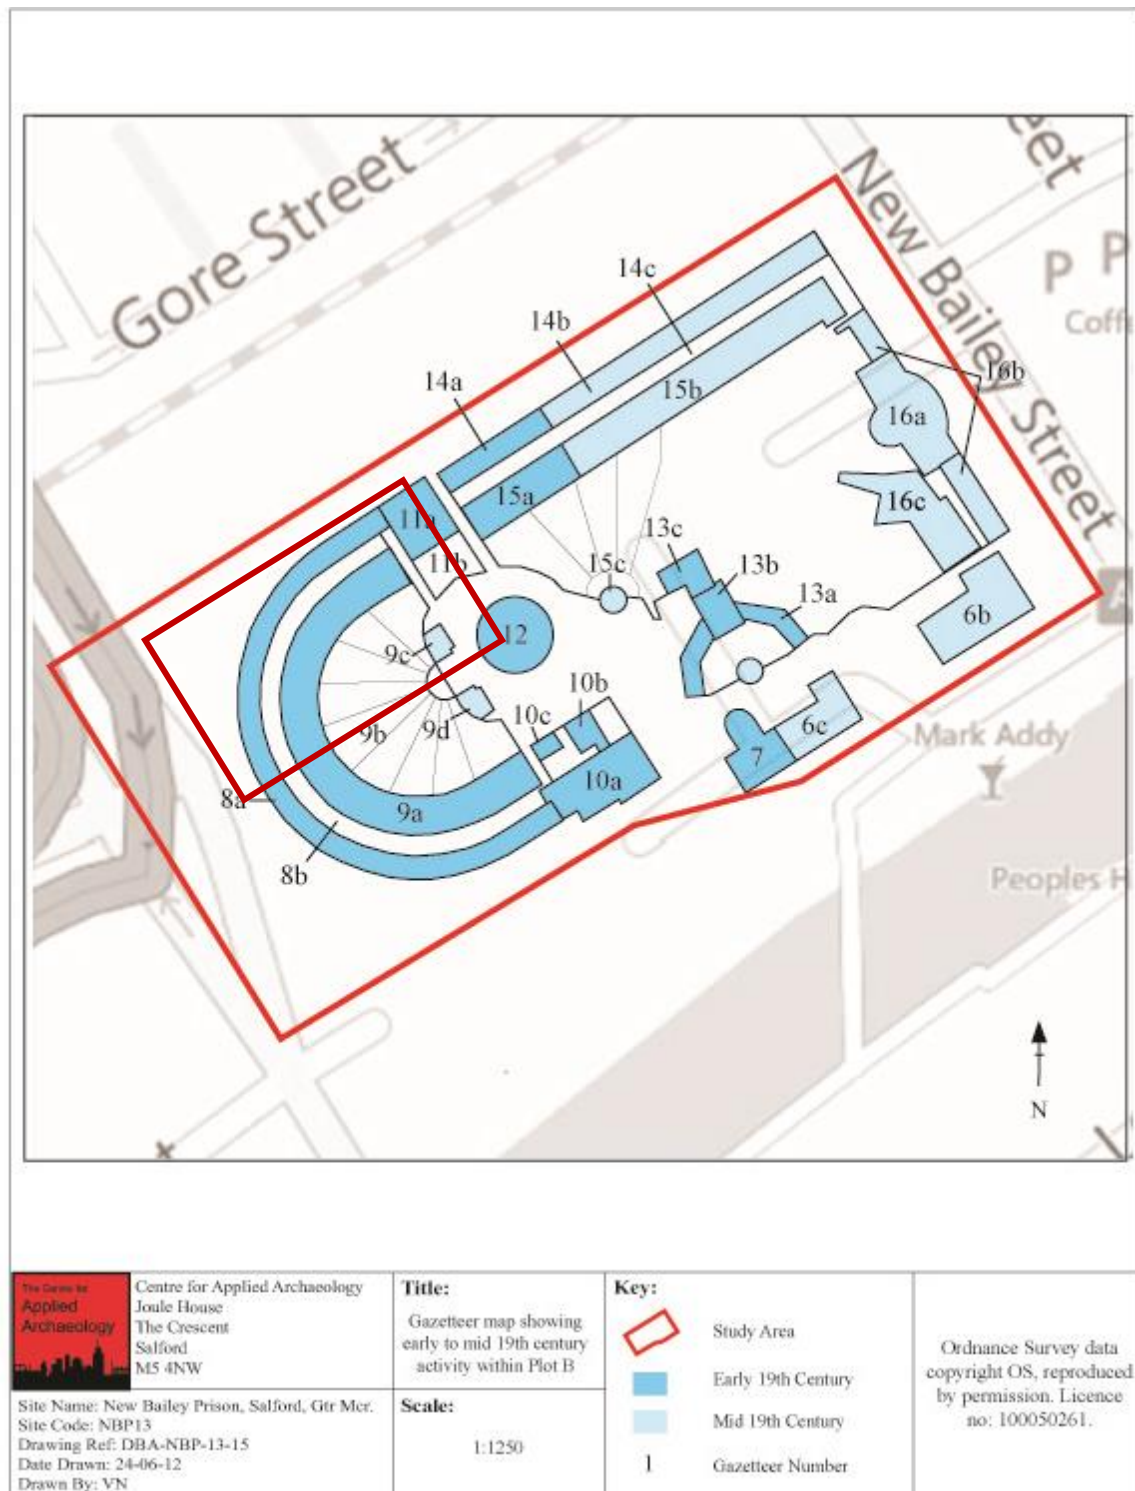 Gore Street
eet
New Bailey Street
P P
Coff
14c
14b
14a
15b
16b
16a
15a
16c
11a
11b
13c
13b
13a
15c
6b
12
9c
10b
10c
9d
9b
6c
Mark Addy
7
10a
8a
9a
8b
Peoples H
N
The Centre for
Applied
Archaeology
Centre for Applied Archaeology
Joule House
The Crescent
Salford
M5 4NW
Title:
Gazetteer map showing
early to mid 19th century
activity within Plot B
Key:
Study Area
Early 19th Century
Mid 19th Century
1 Gazetteer Number
Ordnance Survey data
copyright OS, reproduced
by permission. Licence
no: 100050261.
Site Name: New Bailey Prison, Salford, Gtr Mcr.
Site Code: NBP13
Drawing Ref: DBA-NBP-13-15
Date Drawn: 24-06-12
Drawn By: VN
Scale:
1:1250